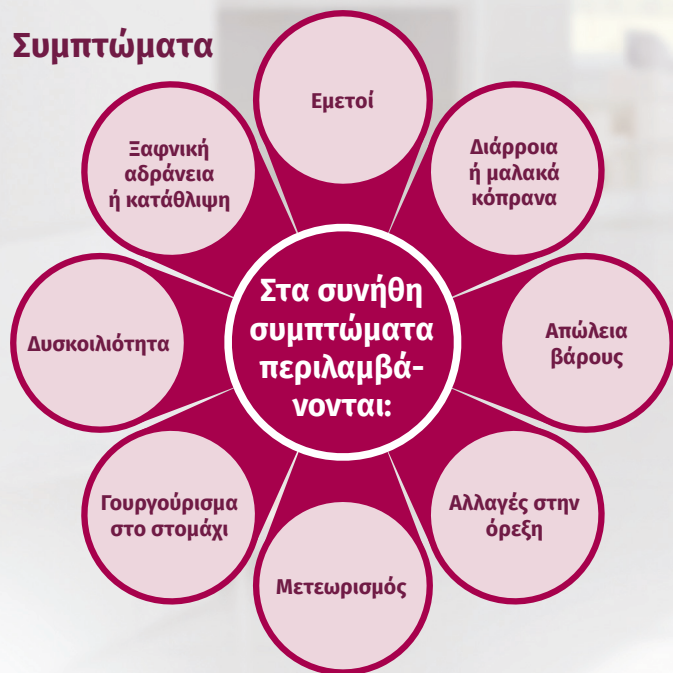 Συμπτώματα
Εμετοί
Διάρροια
ή μαλακά
κόπρανα
Απώλεια
βάρους
Αλλαγές στην
όρεξη
Μετεωρισμός
Γουργούρισμα
στο στομάχι
Δυσκοιλιότητα
Ξαφνική
αδράνεια
ή κατάθλιψη
Στα συνήθη
συμπτώματα
περιλαμβά-
νονται: